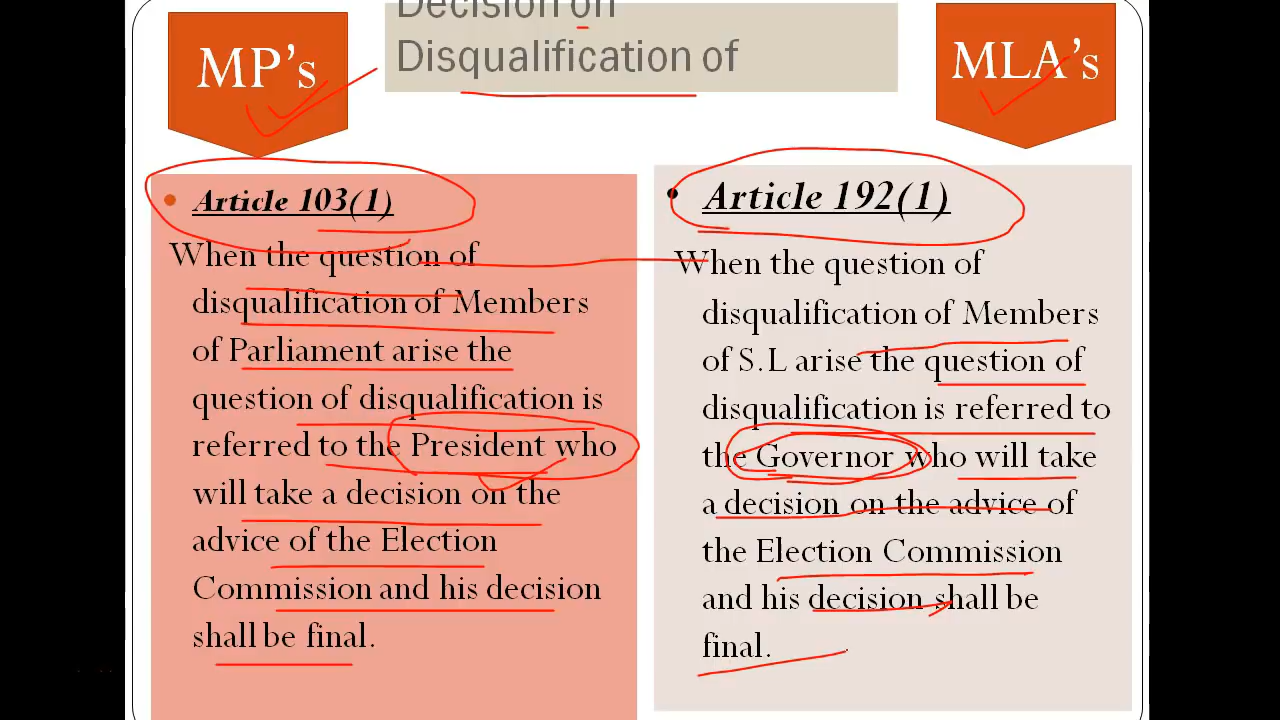 Decision on
Disqualification of
MP's
MLA's
• Article 103(1)
When the question of
disqualification of Members
of Parliament arise the
question of disqualification is
referred to the President who
will take a decision on the
advice of the Election
Commission and his decision
shall be final.
• Article 192(1)
When the question of
disqualification of Members
of S.L arise the question of
disqualification is referred to
the Governor who will take
a decision on the advice of
the Election Commission
and his decision shall be
final.